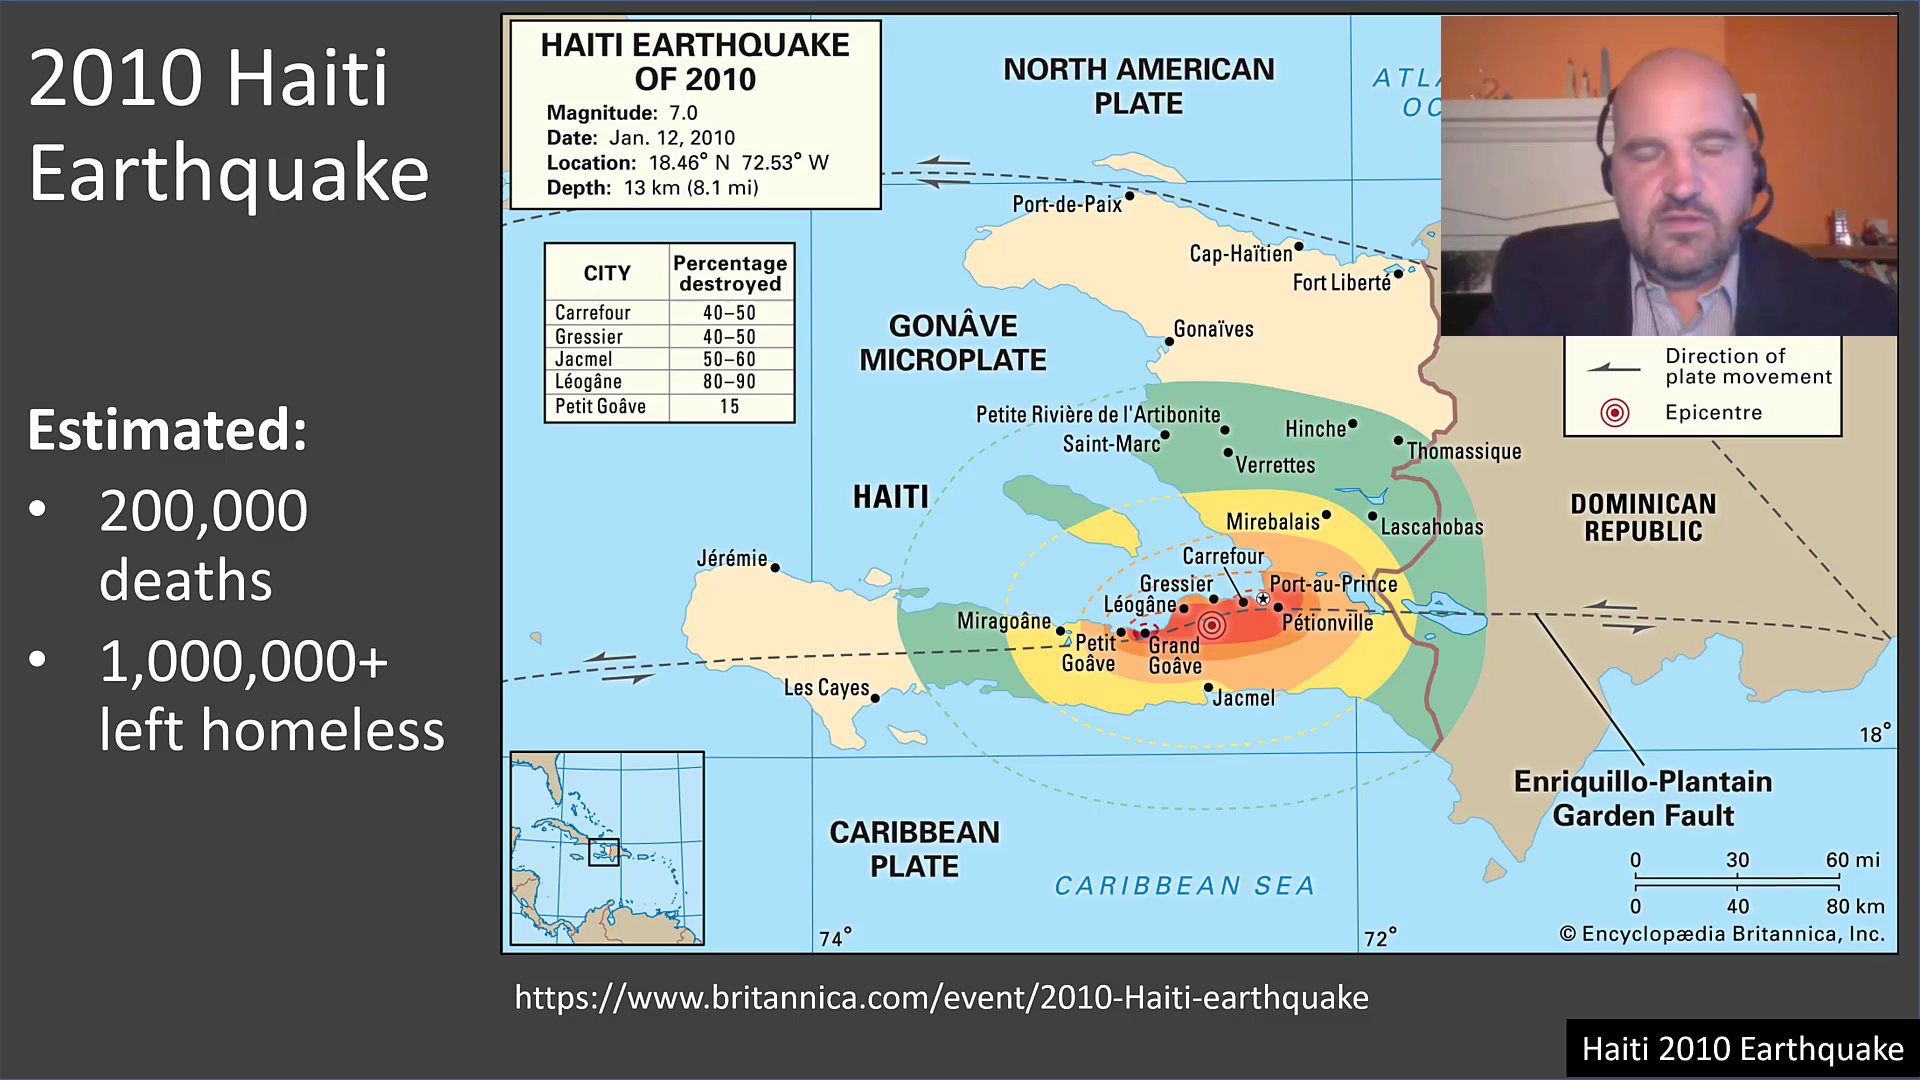 2010 Haiti
Earthquake
Estimated:
• 200,000
deaths
• 1,000,000+
left homeless
HAITI EARTHQUAKE
OF 2010
Magnitude: 7.0
Date: Jan. 12, 2010
Location: 18.46° N 72.53° W
Depth: 13 km (8.1 mi)
CITY Percentage destroyed
Carrefour 40–50
Gressier 40–50
Jacmel 50–60
Léogâne 80–90
Petit Goâve 15
NORTH AMERICAN
PLATE
Port-de-Paix
Cap-Haïtien
Fort Liberté
GONÂVE
MICROPLATE
Gonaïves
Direction of
plate movement
Epicentre
Petite Rivière de l'Artibonite
Hinche
Saint-Marc
Thomassique
Verrettes
HAITI
DOMINICAN
REPUBLIC
Mirebalais
Lascahobas
Jérémie
Carrefour
Gressier
Port-au-Prince
Léogâne
Miragoâne
Pétionville
Petit
Goâve
Grand
Goâve
Les Cayes
Jacmel
18°
Enriquillo-Plantain
Garden Fault
CARIBBEAN
PLATE
CARIBBEAN SEA
0 30 60 mi
0 40 80 km
74°
72°
© Encyclopædia Britannica, Inc.
https://www.britannica.com/event/2010-Haiti-earthquake
Haiti 2010 Earthquake